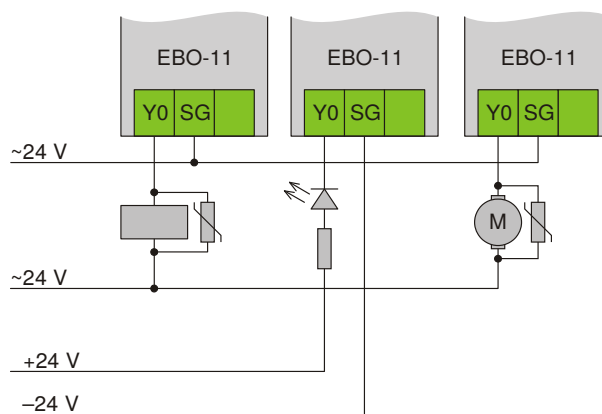 EBO-11 EBO-11 EBO-11
Y0 SG Y0 SG Y0 SG
~24 V
M
~24 V
+24 V
−24 V